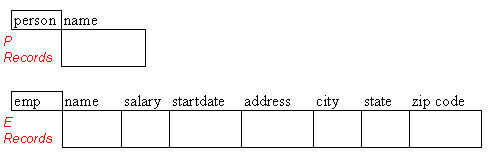 person name
P
Records
emp name salary startdate address city state zip code
E
Records